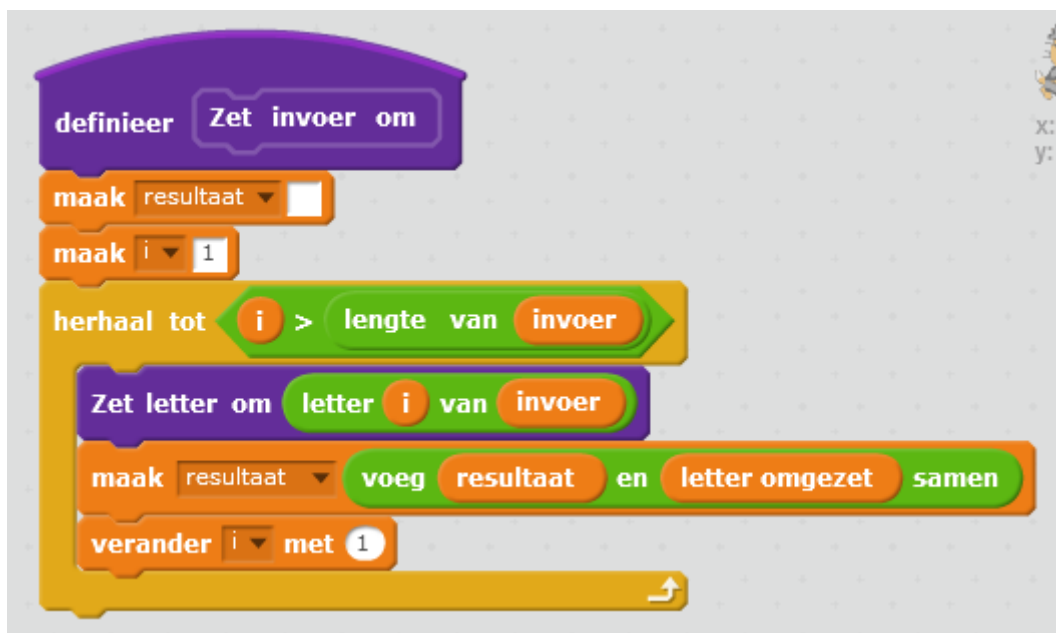 definieer Zet invoer om
x:
y:
maak resultaat
maak i 1
herhaal tot i > lengte van invoer
Zet letter om letter i van invoer
maak resultaat voeg resultaat en letter omgezet samen
verander i met 1